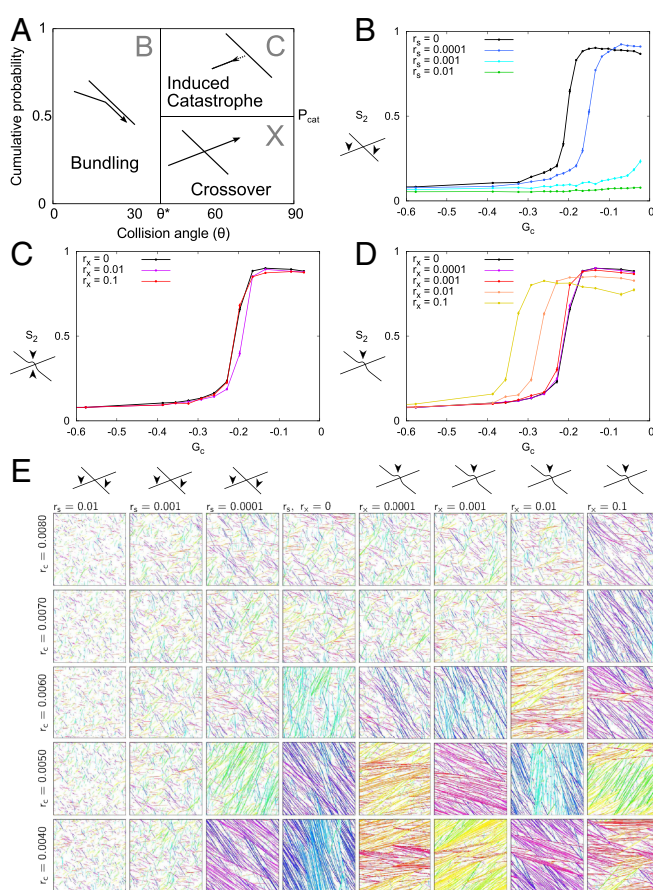 A
B
C
X
Cumulative probability
1
0.5
0
Induced
Catastrophe
Bundling
Crossover
P_cat
0
30
θ*
60
90
Collision angle (θ)
B
r_s = 0
r_s = 0.0001
r_s = 0.001
r_s = 0.01
1
0.5
0
S_2
-0.6
-0.5
-0.4
-0.3
-0.2
-0.1
0
G_c
C
r_x = 0
r_x = 0.01
r_x = 0.1
1
0.5
0
S_2
-0.6
-0.5
-0.4
-0.3
-0.2
-0.1
0
G_c
D
r_x = 0
r_x = 0.0001
r_x = 0.001
r_x = 0.01
r_x = 0.1
1
0.5
0
S_2
-0.6
-0.5
-0.4
-0.3
-0.2
-0.1
0
G_c
E
r_s = 0.01
r_s = 0.001
r_s = 0.0001
r_s, r_x = 0
r_x = 0.0001
r_x = 0.001
r_x = 0.01
r_x = 0.1
r_c = 0.0080
r_c = 0.0070
r_c = 0.0060
r_c = 0.0050
r_c = 0.0040